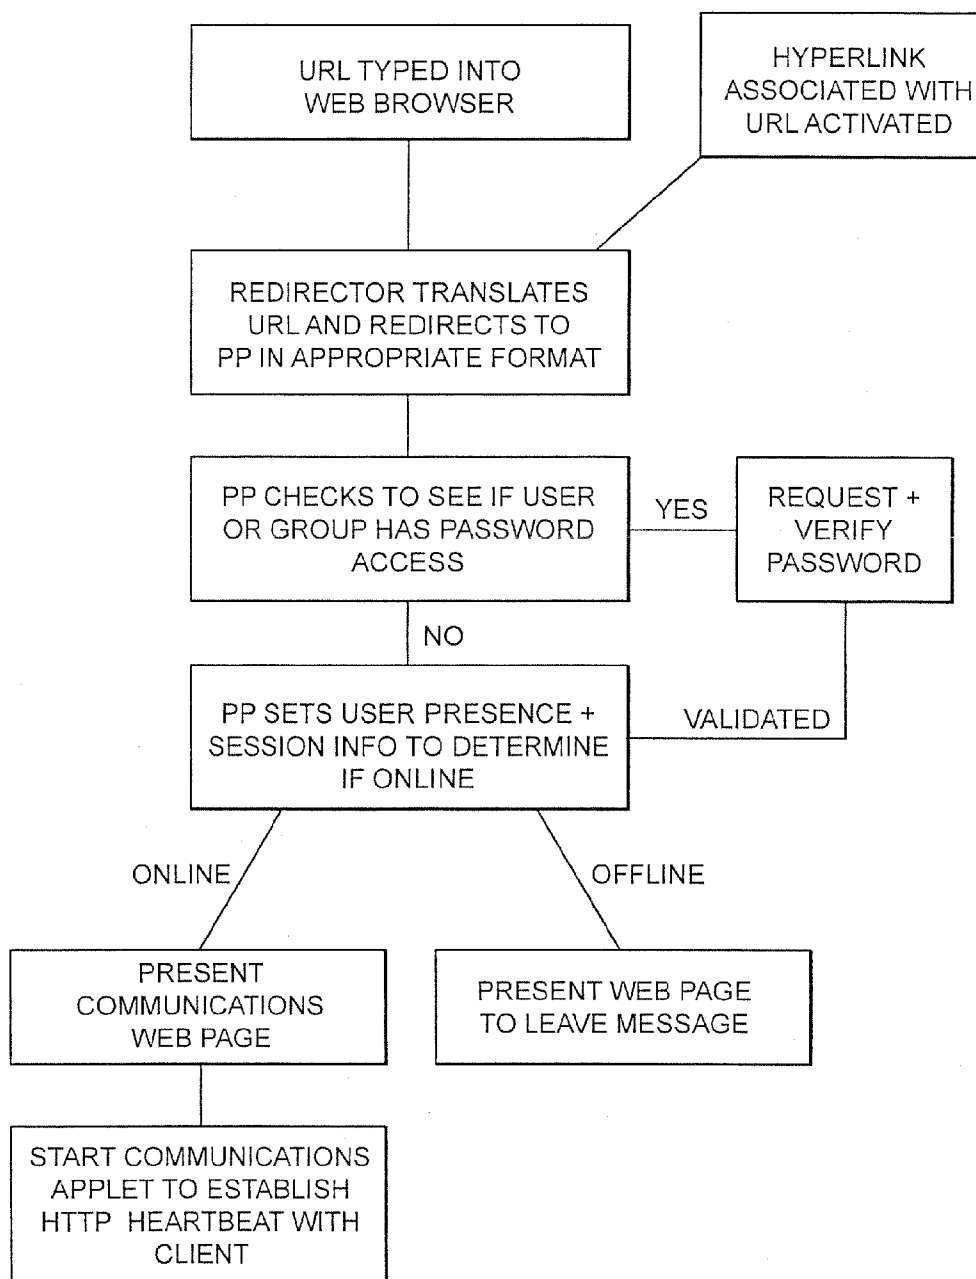 URL TYPED INTO
WEB BROWSER
HYPERLINK
ASSOCIATED WITH
URL ACTIVATED
REDIRECTOR TRANSLATES
URL AND REDIRECTS TO
PP IN APPROPRIATE FORMAT
PP CHECKS TO SEE IF USER
OR GROUP HAS PASSWORD
ACCESS
YES
REQUEST +
VERIFY
PASSWORD
NO
PP SETS USER PRESENCE +
SESSION INFO TO DETERMINE
IF ONLINE
VALIDATED
ONLINE
OFFLINE
PRESENT
COMMUNICATIONS
WEB PAGE
PRESENT WEB PAGE
TO LEAVE MESSAGE
START COMMUNICATIONS
APPLET TO ESTABLISH
HTTP HEARTBEAT WITH
CLIENT